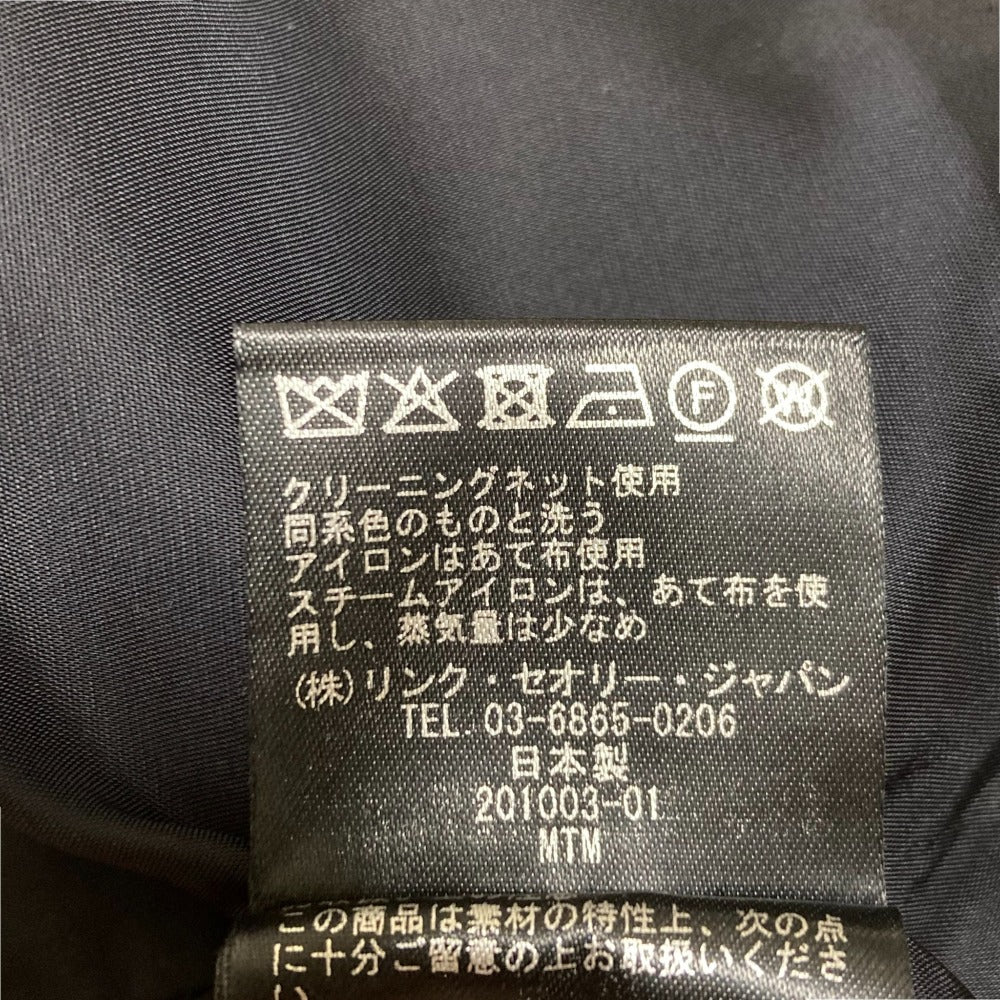 F W
クリーニングネット使用
同系色のものと洗う
アイロンはあて布使用
スチームアイロンは、あて布を使
用し、蒸気量は少なめ
(株)リンク・セオリー・ジャパン
TEL. 03-6865-0206
日本製
201003-01
MTM
この商品は素材の特性上、次の点
に十分ご留意の上お取扱いくださ
い